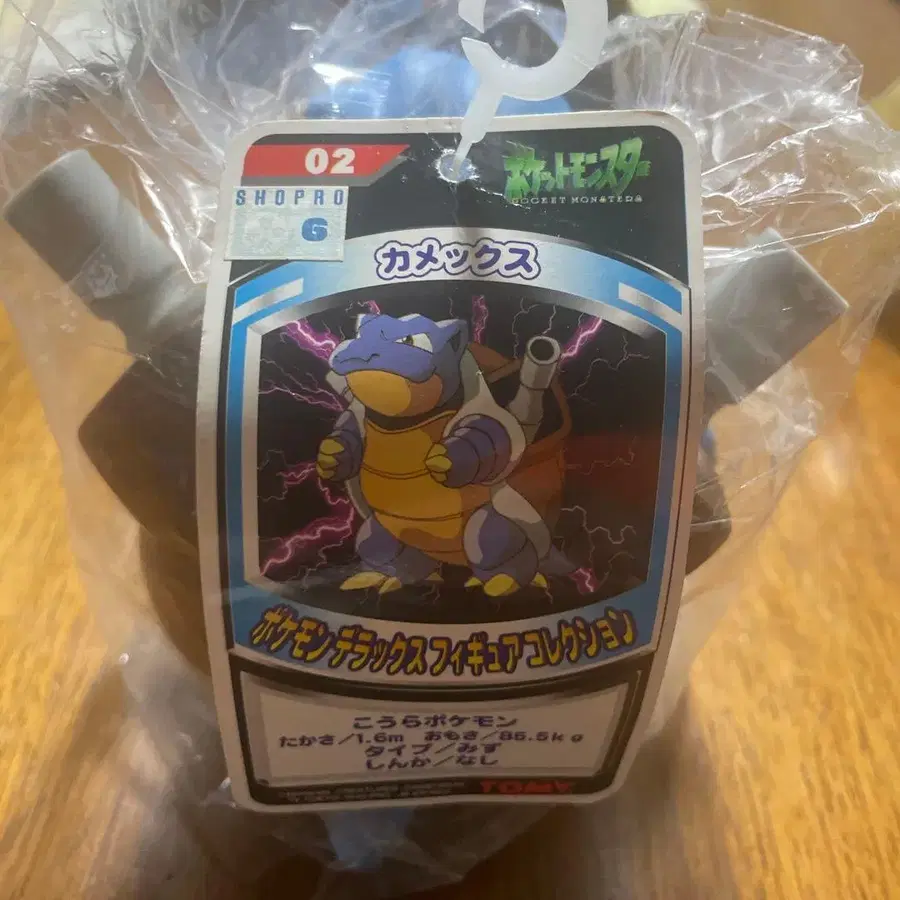 02
ポケットモンスター
POCKET MONSTERS
SHOPRO
G
カメックス
ポケモン デラックス フィギュア コレクション
こうらポケモン
たかさ/1.6m おもさ/85.5kg
タイプ/みず
しんか/なし
TOMY